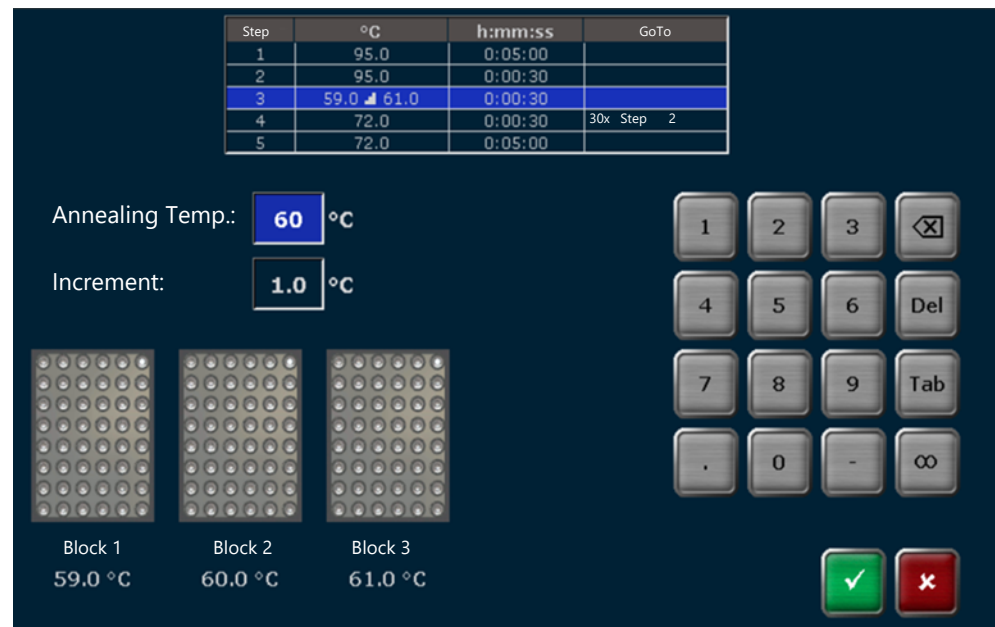 Step °C h:mm:ss GoTo
1 95.0 0:05:00
2 95.0 0:00:30
3 59.0 61.0 0:00:30
4 72.0 0:00:30 30x Step 2
5 72.0 0:05:00
Annealing Temp.: 60 °C
Increment: 1.0 °C
1 2 3
4 5 6 Del
7 8 9 Tab
. 0 - ∞
Block 1 Block 2 Block 3
59.0 °C 60.0 °C 61.0 °C